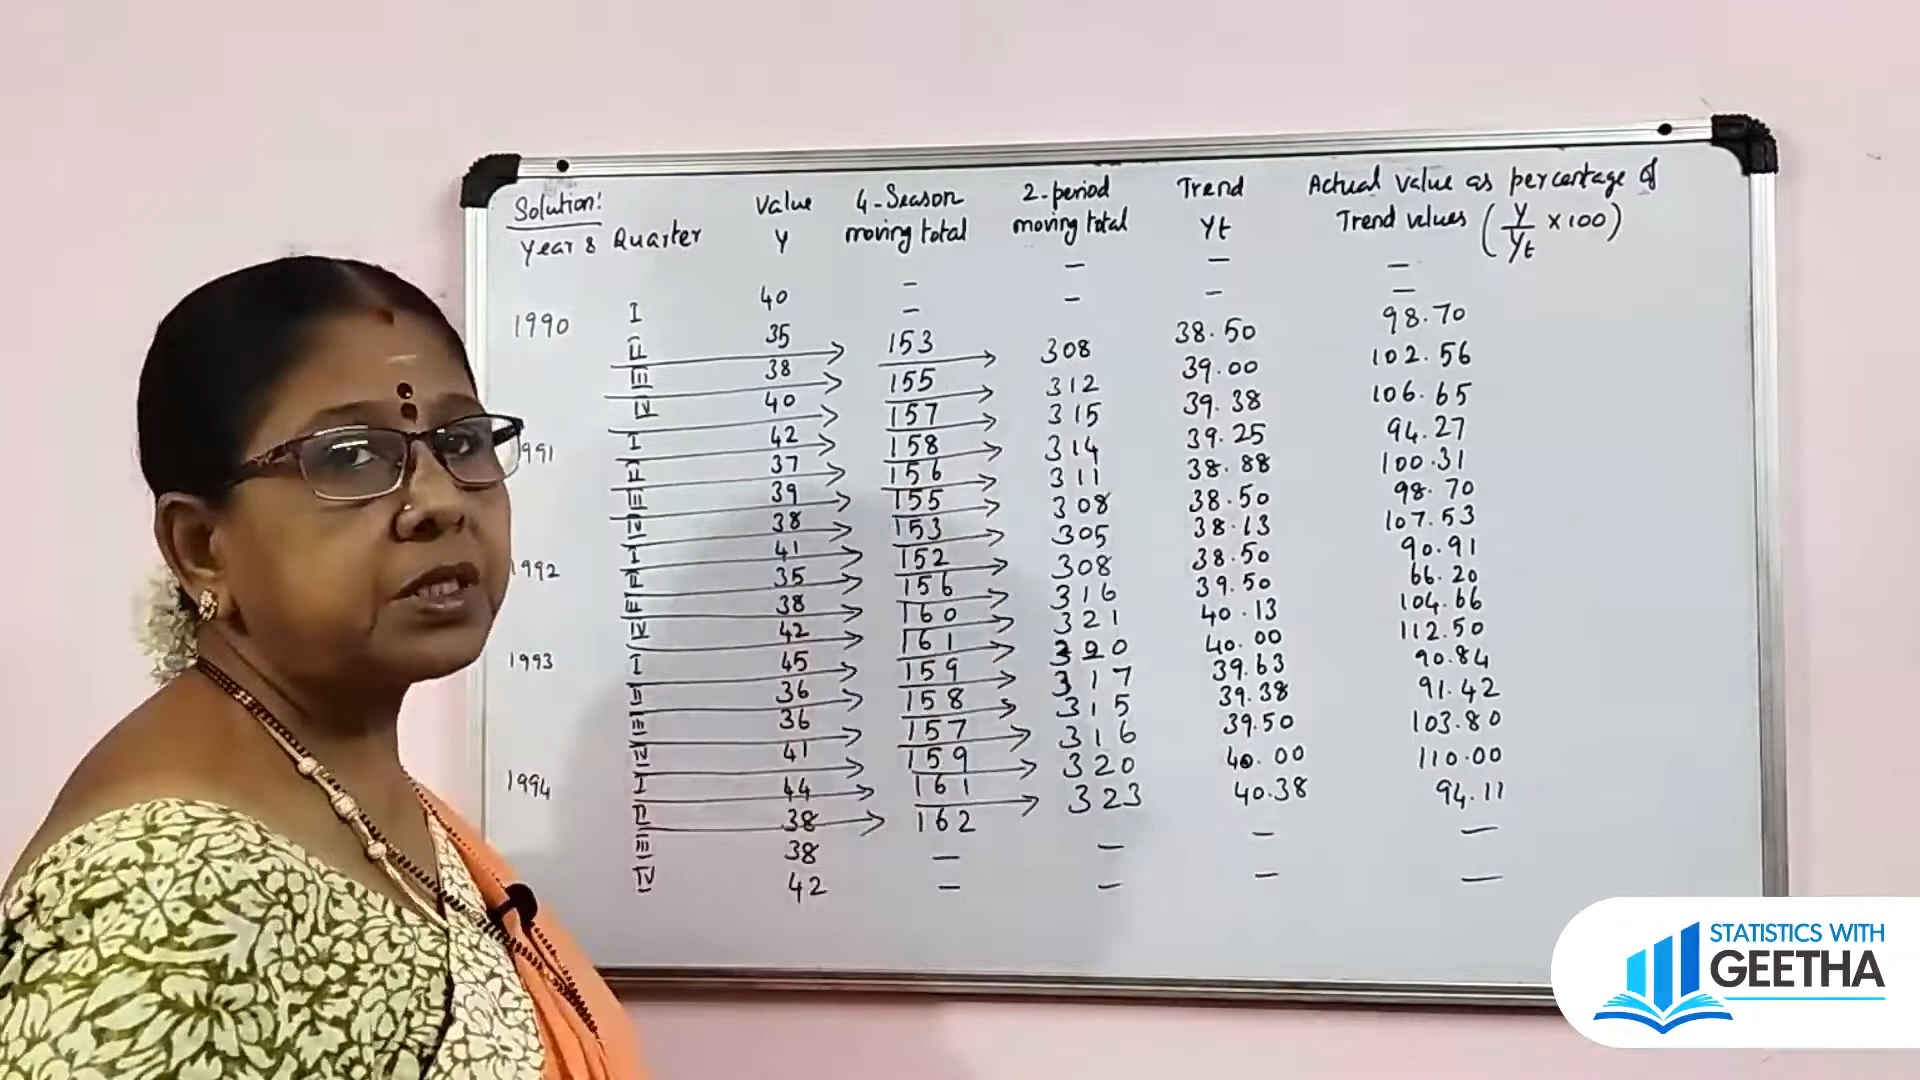 Solution: Value 4-Season 2-period Trend Actual value as percentage of
Year & Quarter Y moving total moving total Yt Trend values (Y/Yt × 100)
1990 I 40 - - - -
II 35 - - - -
III 38 153 308 38.50 98.70
IV 40 155 312 39.00 102.56
1991 I 42 157 315 39.38 106.65
II 37 158 314 39.25 94.27
III 39 156 311 38.88 100.31
IV 38 155 308 38.50 98.70
1992 I 41 153 305 38.13 107.53
II 35 152 308 38.50 90.91
III 38 156 316 39.50 66.20
IV 42 160 321 40.13 104.66
1993 I 45 161 320 40.00 112.50
II 36 159 317 39.63 90.84
III 36 158 315 39.38 91.42
IV 41 157 316 39.50 103.80
1994 I 44 159 320 40.00 110.00
II 38 161 323 40.38 94.11
III 38 162 - - -
IV 42 - - - -
-
STATISTICS WITH
GEETHA